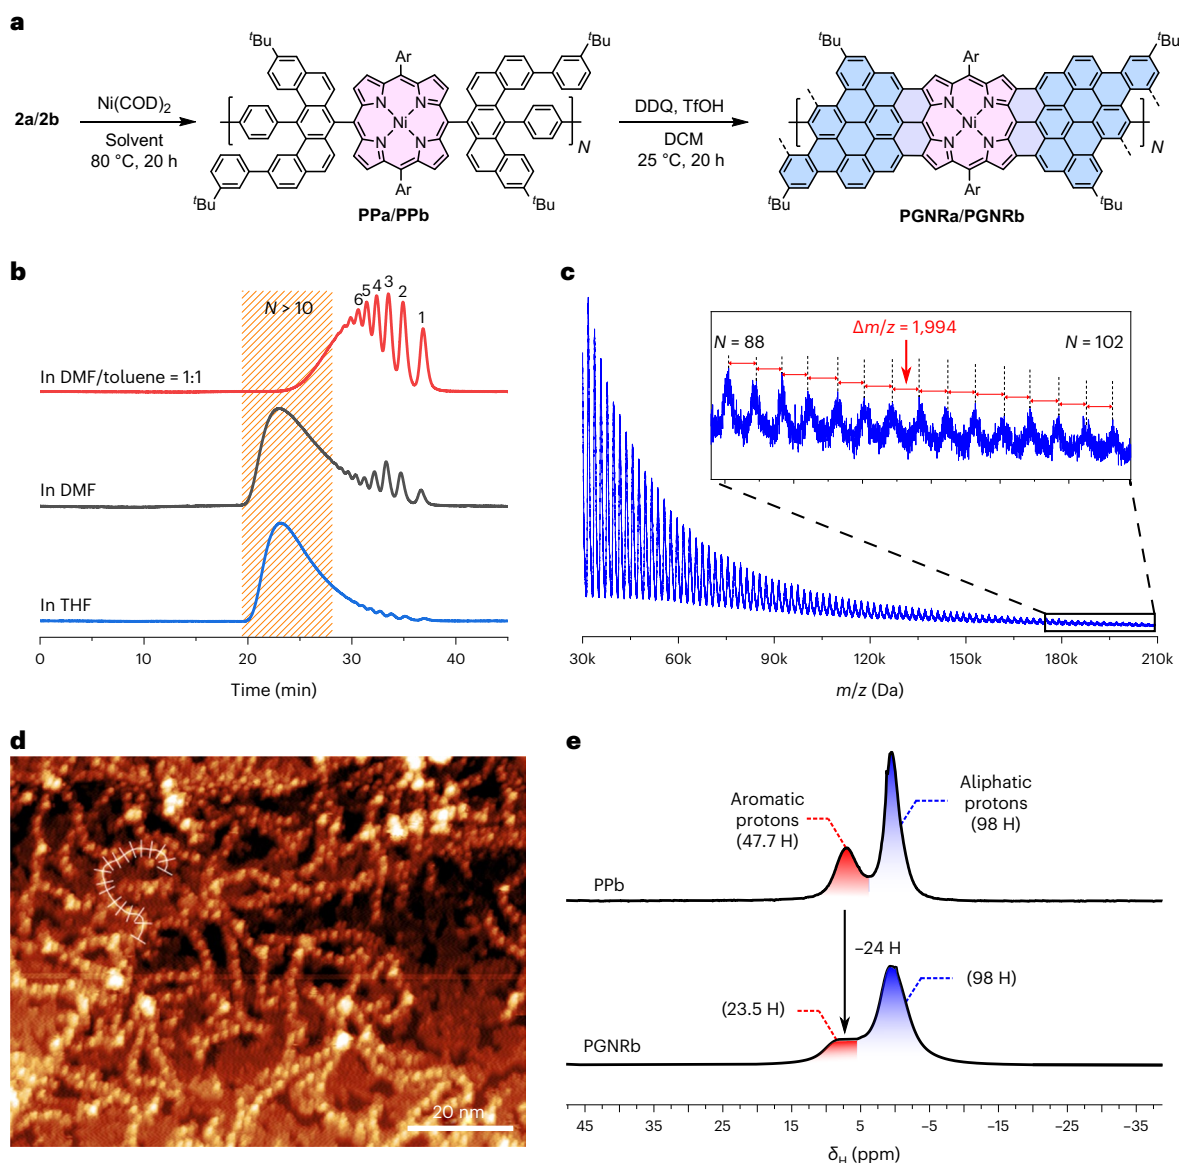 a
2a/2b
Ni(COD)2
Solvent
80 °C, 20 h
tBu
tBu
tBu
tBu
Ar
N
N
N
N
Ni
Ar
N
PPa/PPb
DDQ, TfOH
DCM
25 °C, 20 h
tBu
tBu
tBu
tBu
Ar
N
N
N
N
Ni
Ar
N
PGNRa/PGNRb
b
N > 10
6
5
4
3
2
1
In DMF/toluene = 1:1
In DMF
In THF
0
10
20
30
40
Time (min)
c
N = 88
Δm/z = 1,994
N = 102
30k
60k
90k
120k
150k
180k
210k
m/z (Da)
d
20 nm
e
Aromatic
protons
(47.7 H)
Aliphatic
protons
(98 H)
PPb
−24 H
(23.5 H)
(98 H)
PGNRb
45
35
25
15
5
−5
−15
−25
−35
δH (ppm)